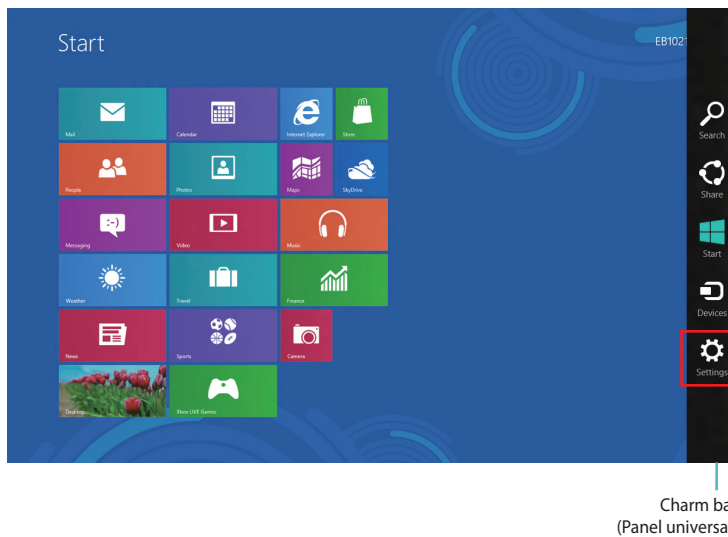 Start
EB1021
Search
Share
Start
Devices
Settings
Mail
Calendar
Internet Explorer
Store
People
Photos
Maps
SkyDrive
Messaging
Video
Music
Weather
Travel
Finance
News
Sports
Camera
Desktop
Xbox LIVE Games
Charm ba
(Panel universa